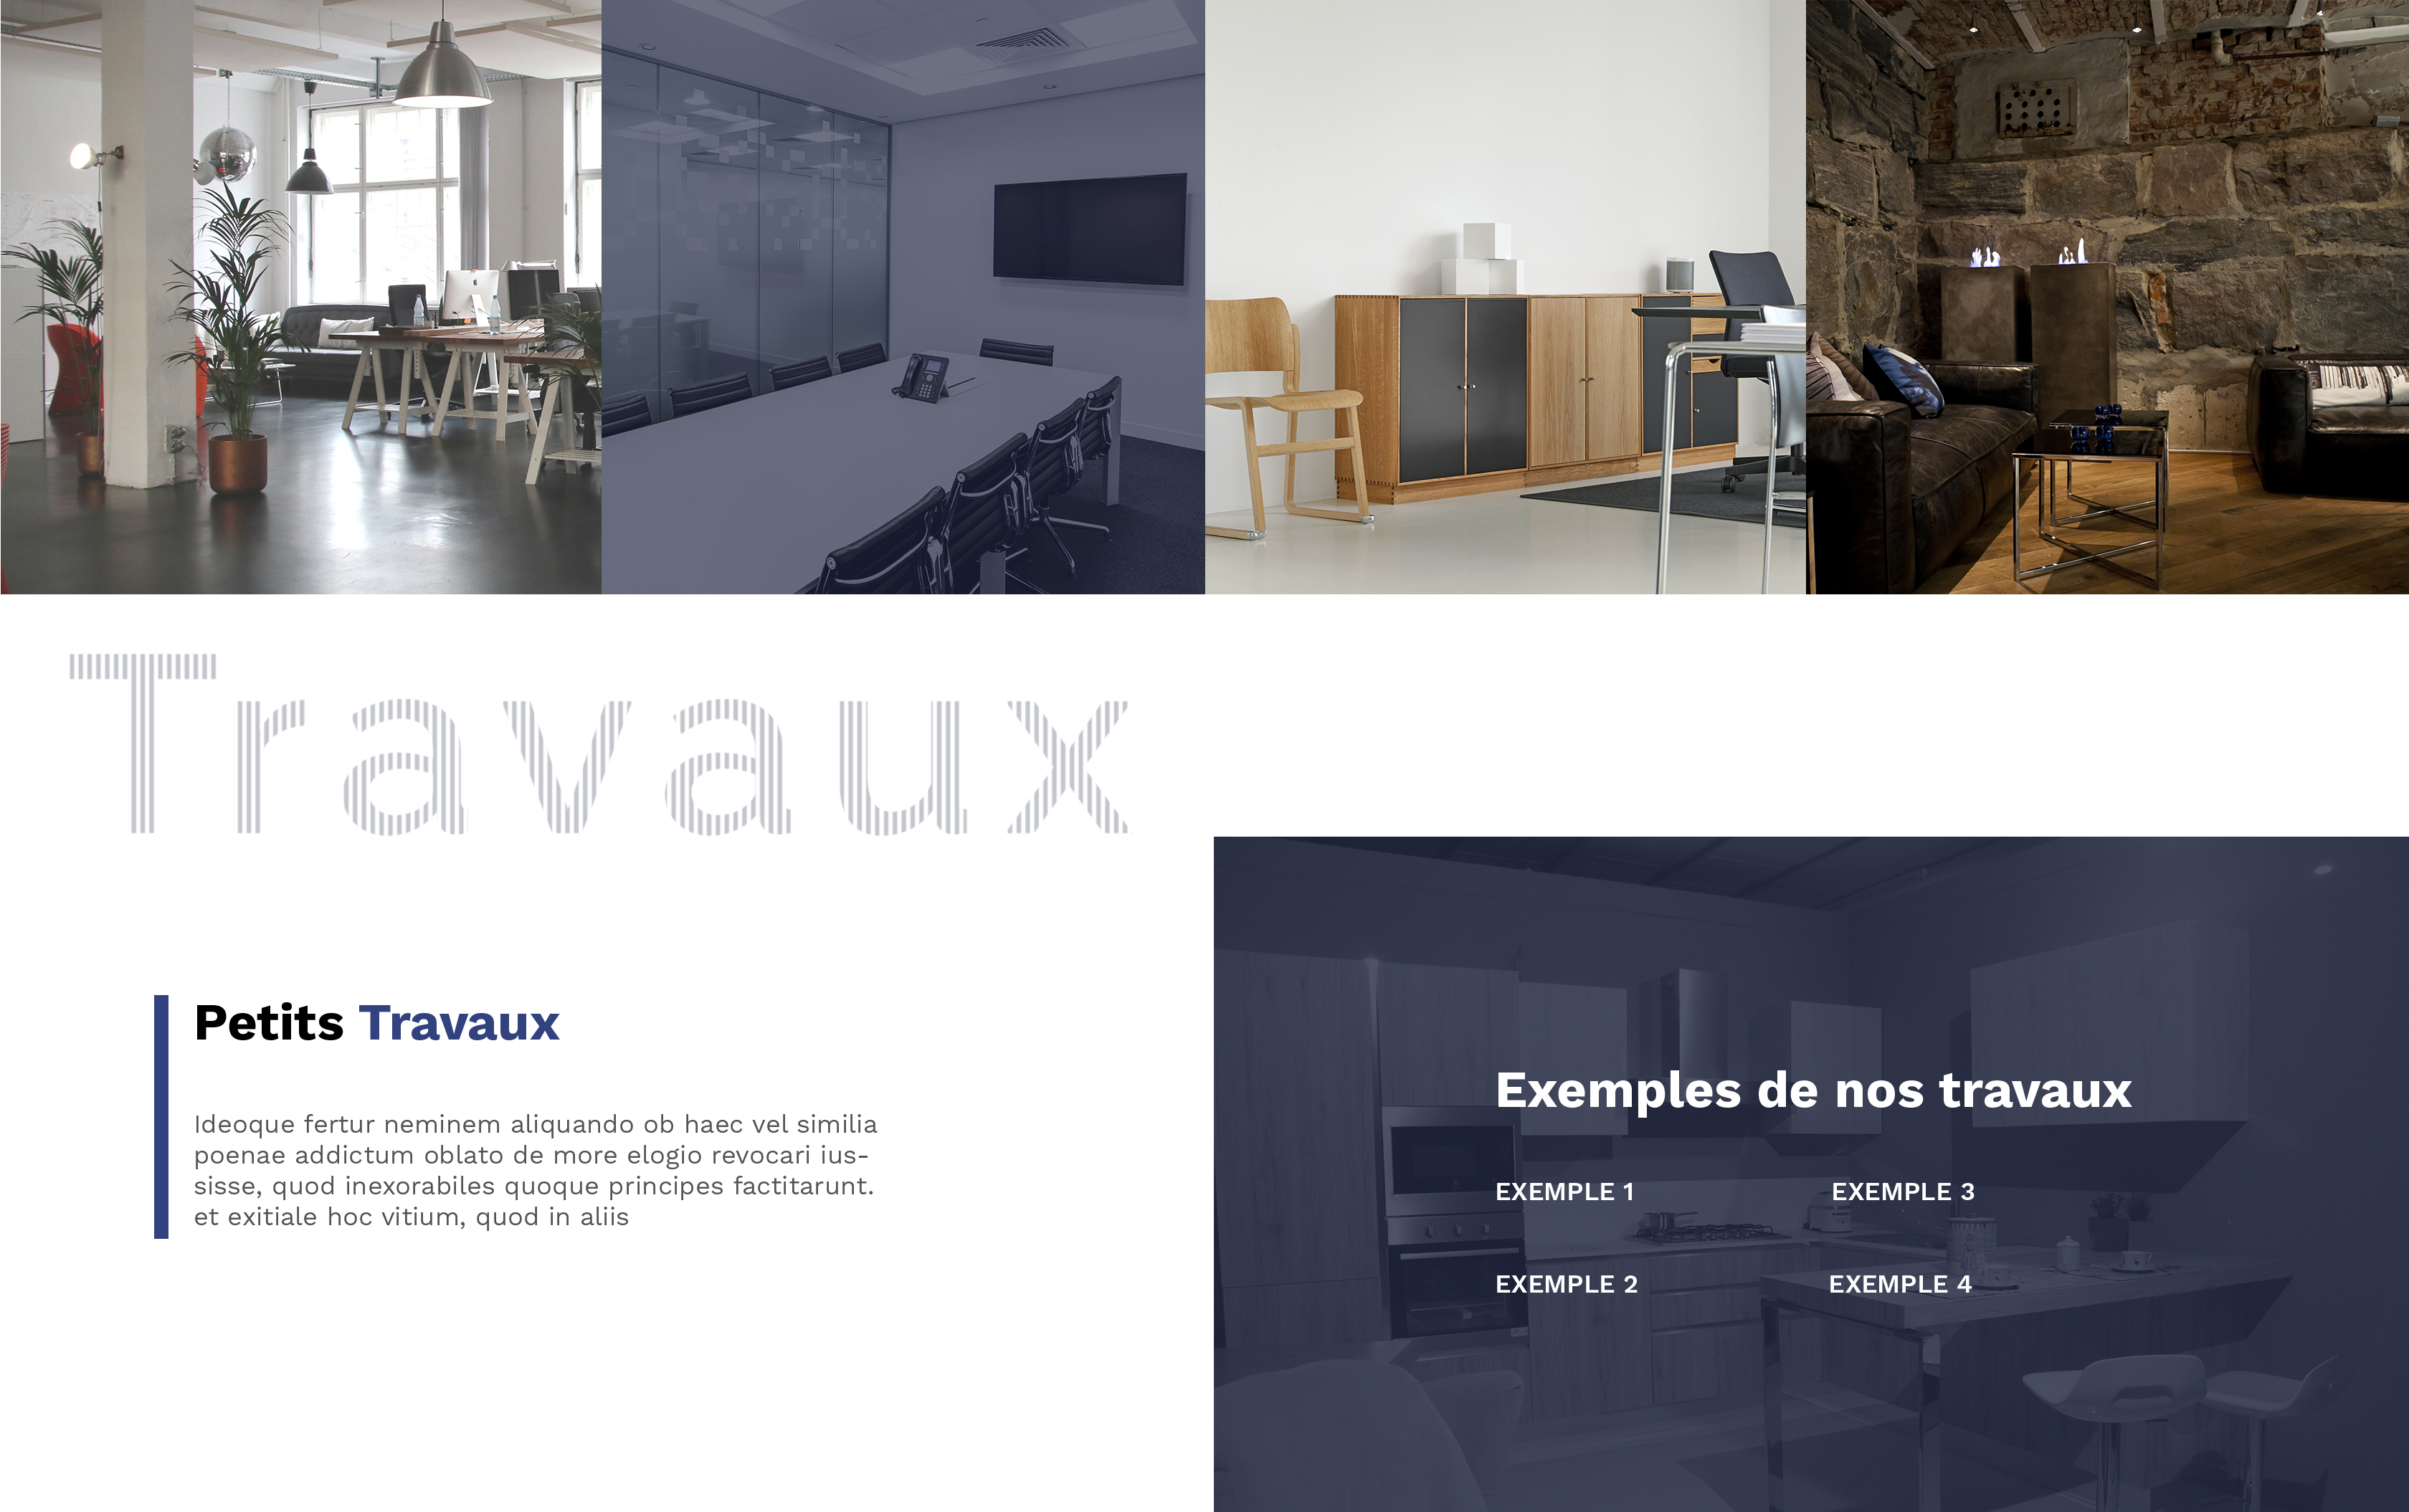 Travaux
Petits Travaux
Ideoque fertur neminem aliquando ob haec vel similia
poenae addictum oblato de more elogio revocari ius-
sisse, quod inexorabiles quoque principes factitarunt.
et exitiale hoc vitium, quod in aliis
Exemples de nos travaux
EXEMPLE 1
EXEMPLE 3
EXEMPLE 2
EXEMPLE 4